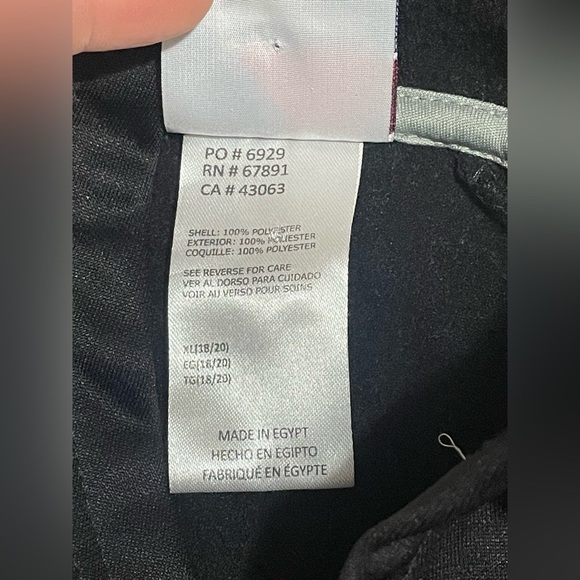 PO # 6929
RN # 67891
CA # 43063
SHELL: 100% POLYESTER
EXTERIOR: 100% POLIESTER
COQUILLE: 100% POLYESTER
SEE REVERSE FOR CARE
VER AL DORSO PARA CUIDADO
VOIR AU VERSO POUR SOINS
XL(18/20)
EG(18/20)
TG(18/20)
MADE IN EGYPT
HECHO EN EGIPTO
FABRIQUÉ EN ÉGYPTE